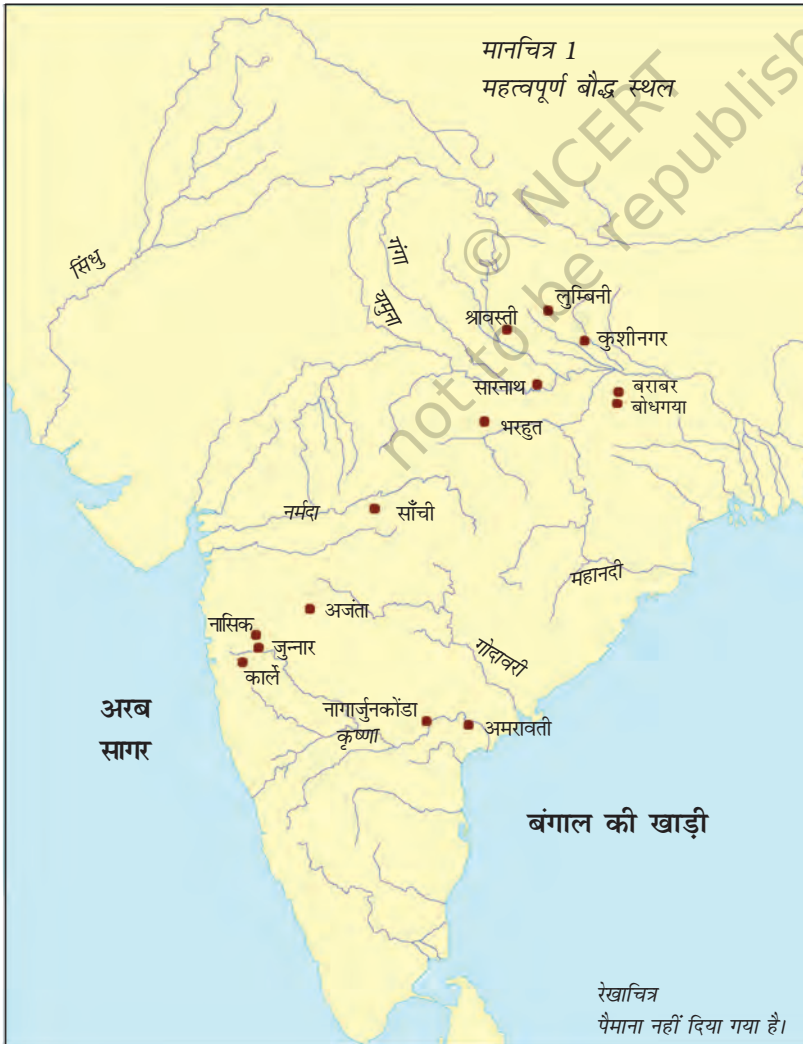 मानचित्र 1
महत्वपूर्ण बौद्ध स्थल
© NCERT
not to be republish
सिंधु
गंगा
यमुना
लुम्बिनी
श्रावस्ती
कुशीनगर
सारनाथ
बराबर
बोधगया
भरहुत
नर्मदा
साँची
महानदी
अजंता
नासिक
जुन्नार
कार्ले
गोदावरी
अरब
सागर
नागार्जुनकोंडा
कृष्णा
अमरावती
बंगाल की खाड़ी
रेखाचित्र
पैमाना नहीं दिया गया है।